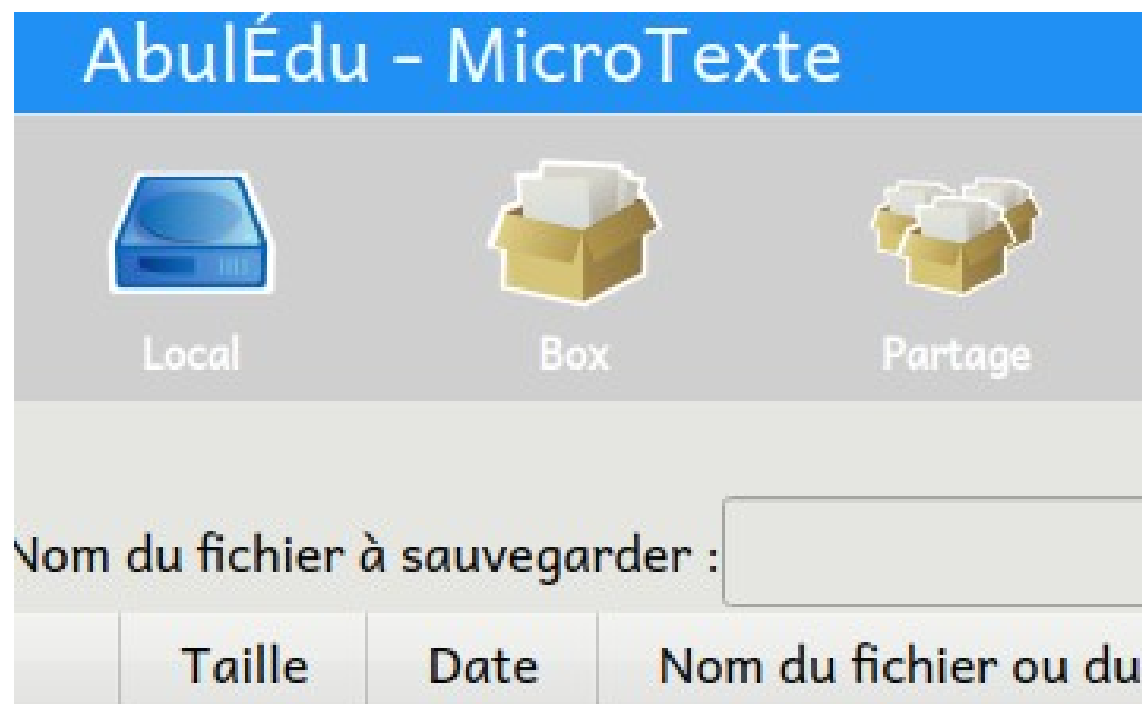 AbulÉdu - MicroTexte
Local Box Partage
Nom du fichier à sauvegarder :
Taille Date Nom du fichier ou du